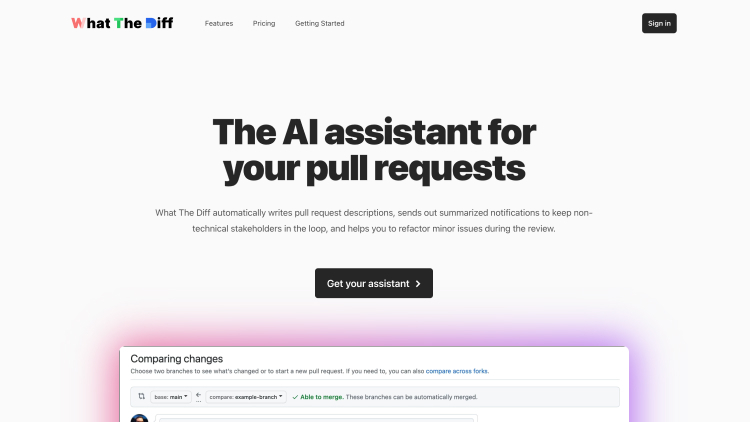 What The Diff
Features
Pricing
Getting Started
Sign in
The AI assistant for
your pull requests
What The Diff automatically writes pull request descriptions, sends out summarized notifications to keep non-
technical stakeholders in the loop, and helps you to refactor minor issues during the review.
Get your assistant
Comparing changes
Choose two branches to see what's changed or to start a new pull request. If you need to, you can also compare across forks.
base: main
compare: example-branch
Able to merge. These branches can be automatically merged.